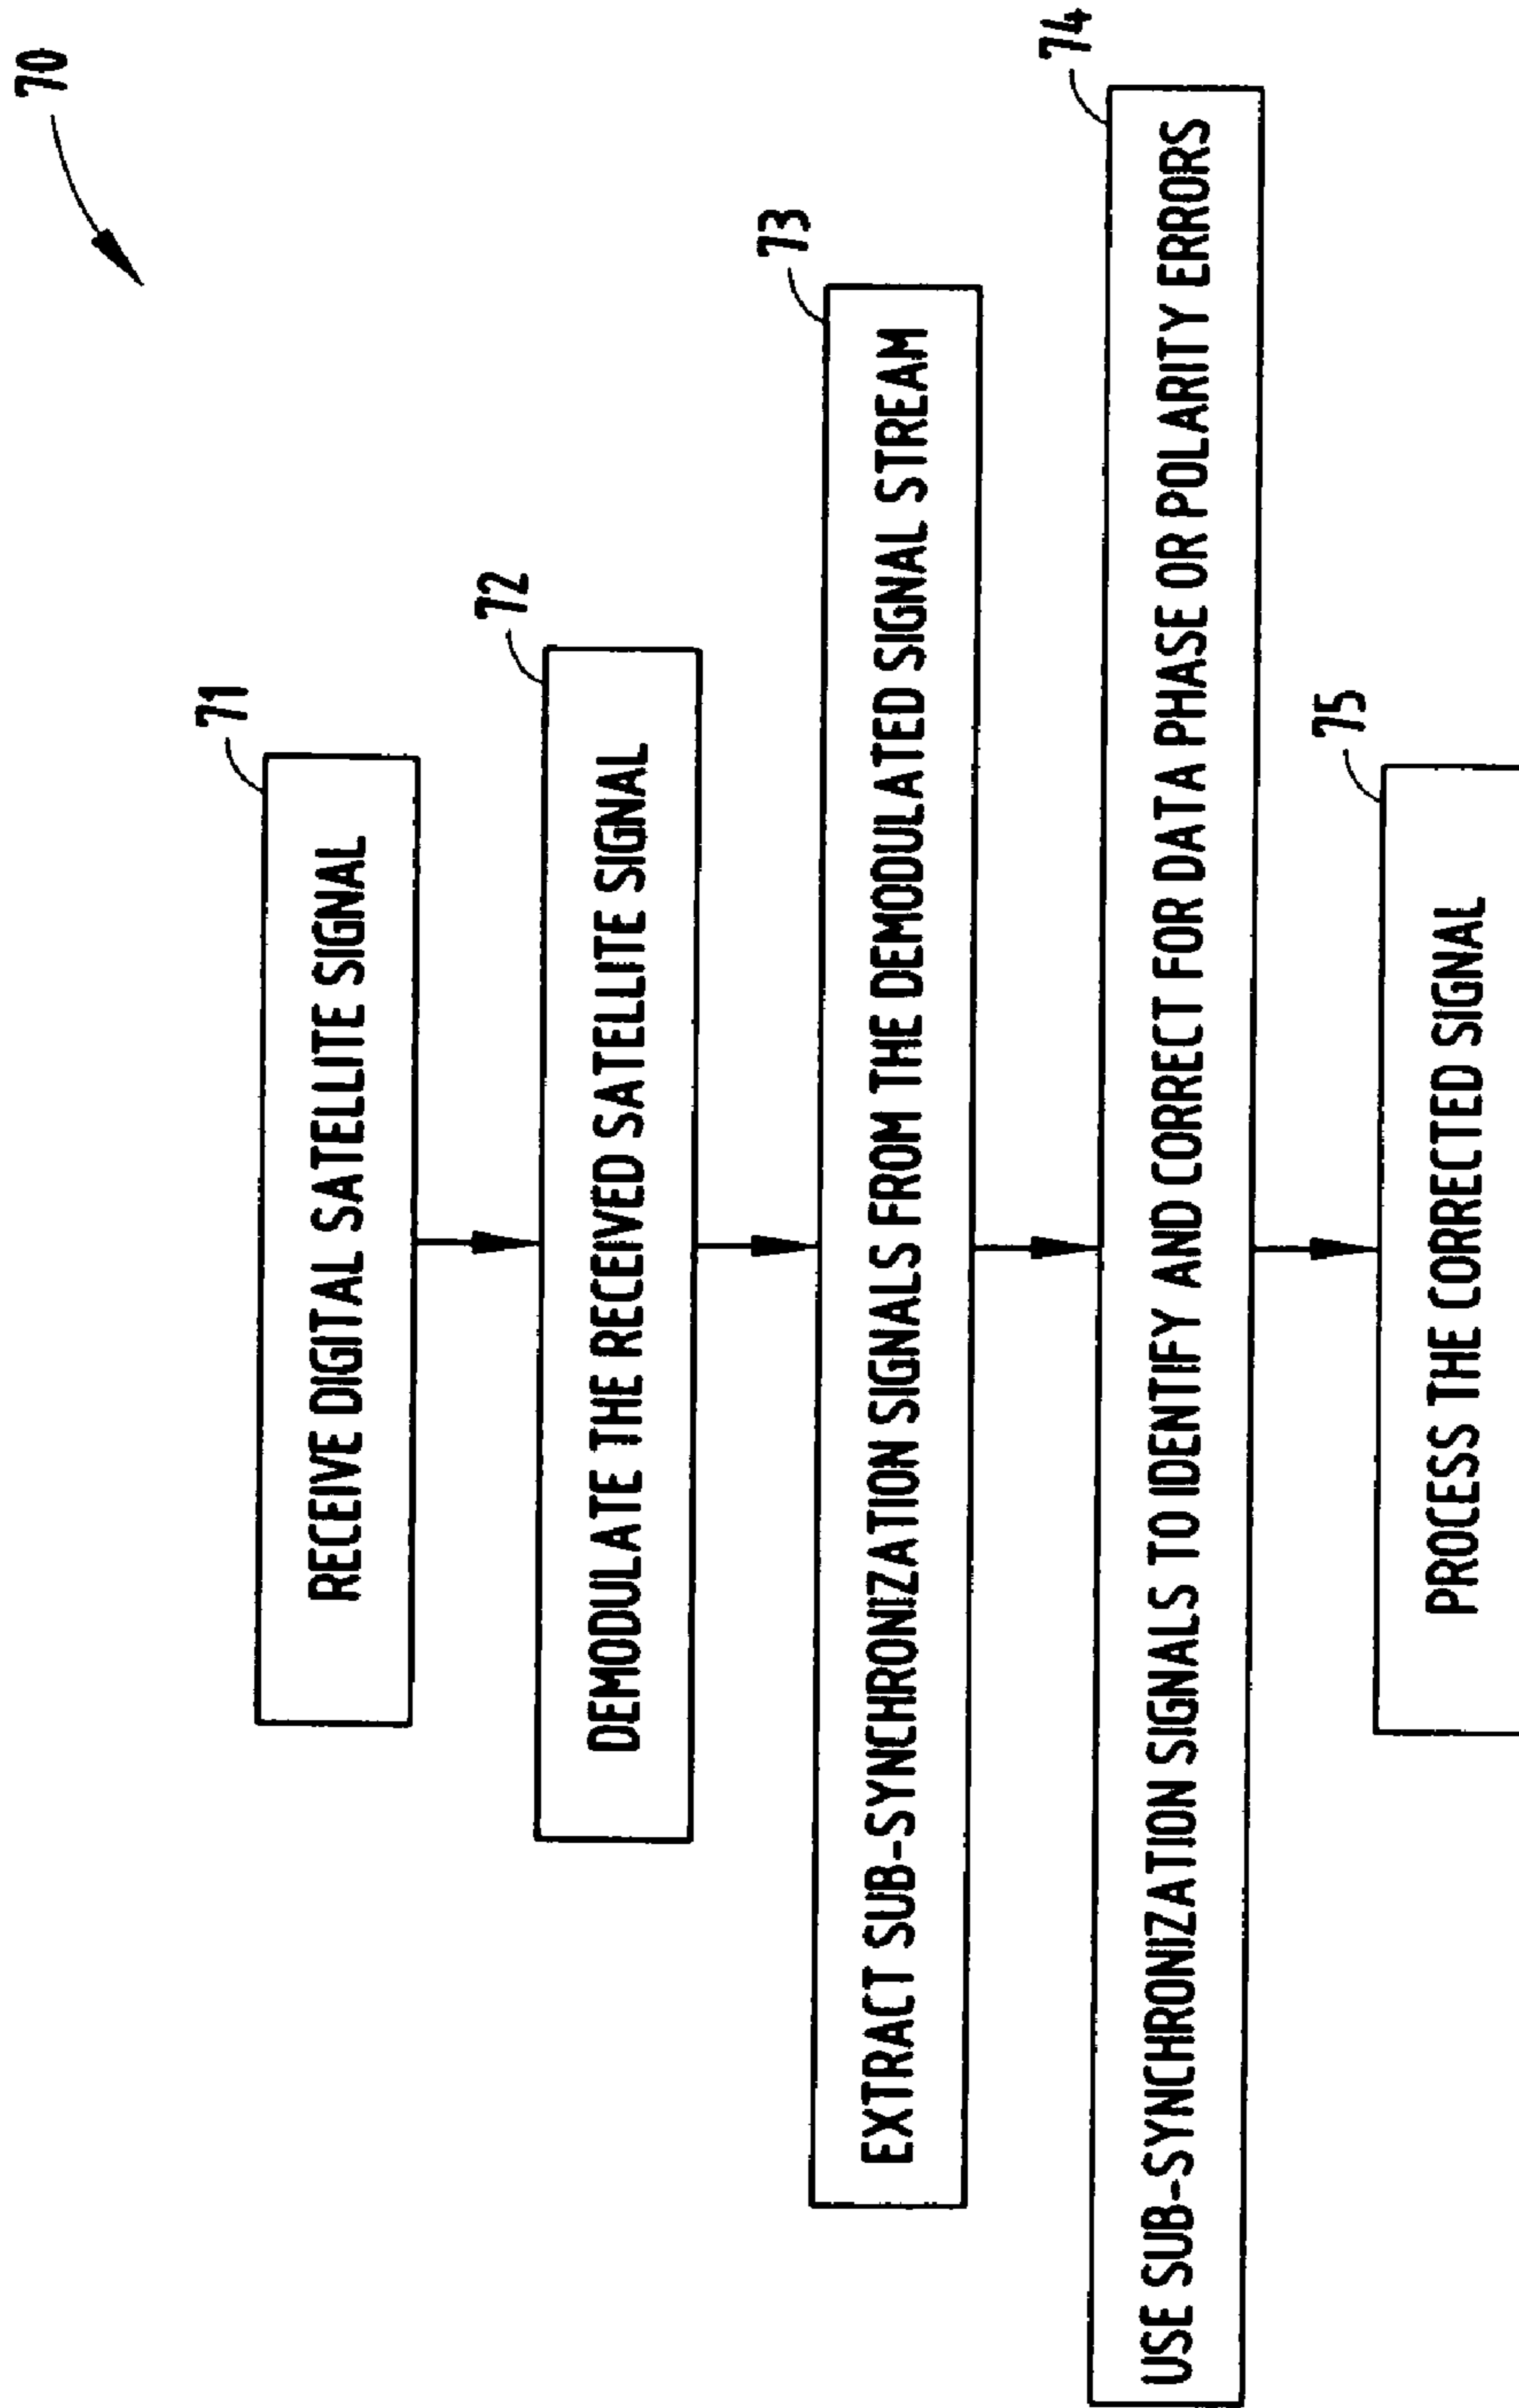 70
71
RECEIVE DIGITAL SATELLITE SIGNAL
72
DEMODULATE THE RECEIVED SATELLITE SIGNAL
73
EXTRACT SUB-SYNCHRONIZATION SIGNALS FROM THE DEMODULATED SIGNAL STREAM
74
USE SUB-SYNCHRONIZATION SIGNALS TO IDENTIFY AND CORRECT FOR DATA PHASE OR POLARITY ERRORS
75
PROCESS THE CORRECTED SIGNAL